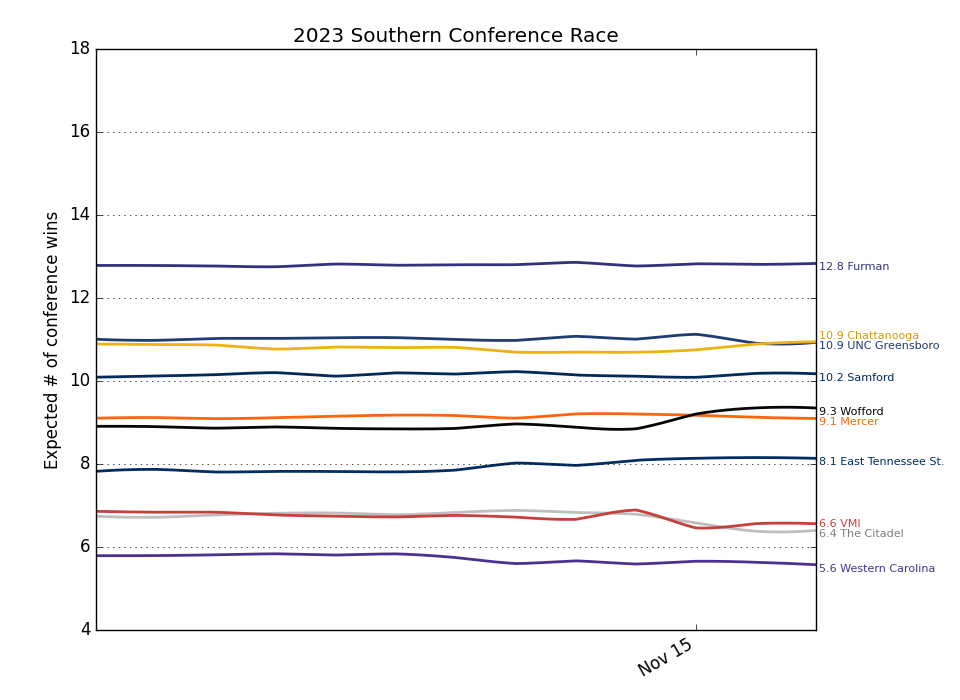 2023 Southern Conference Race
Expected # of conference wins
18
16
14
12
10
8
6
4
12.8 Furman
10.9 Chattanooga
10.9 UNC Greensboro
10.2 Samford
9.3 Wofford
9.1 Mercer
8.1 East Tennessee St.
6.6 VMI
6.4 The Citadel
5.6 Western Carolina
Nov 15